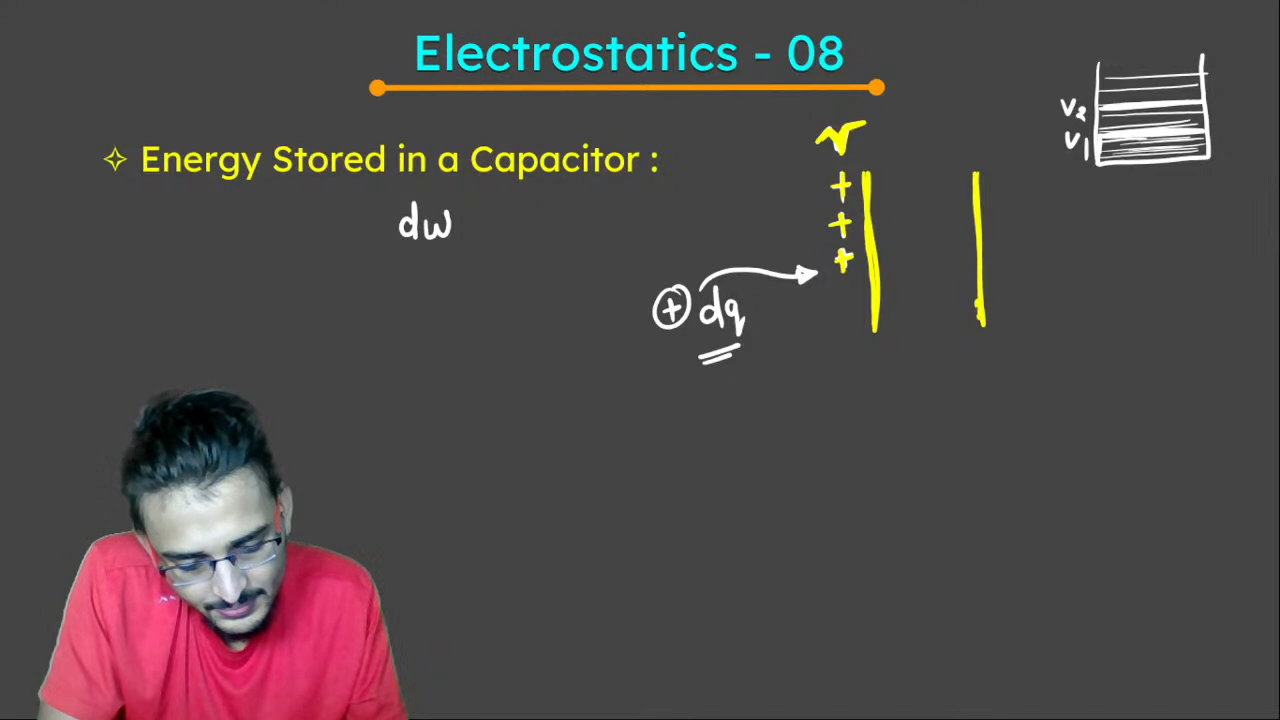 Electrostatics - 08
✧ Energy Stored in a Capacitor :
dw
V
+
+
+
⊕ dq
V2
V1